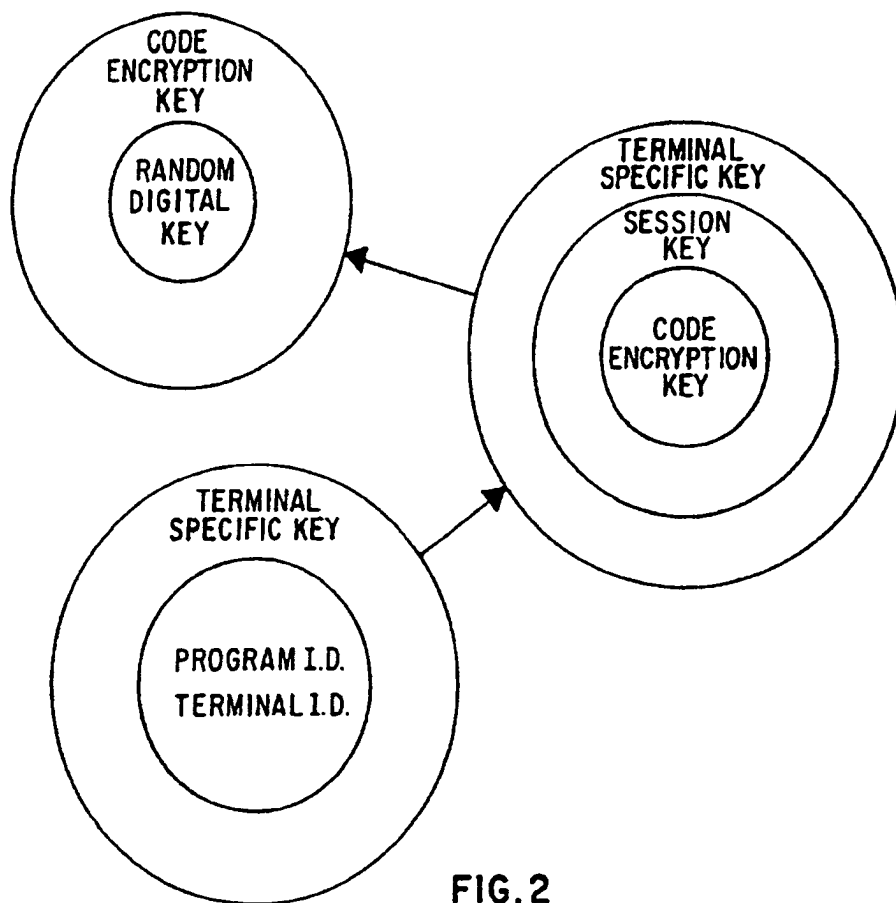 CODE
ENCRYPTION
KEY
RANDOM
DIGITAL
KEY
TERMINAL
SPECIFIC KEY
SESSION
KEY
CODE
ENCRYPTION
KEY
TERMINAL
SPECIFIC KEY
PROGRAM I.D.
TERMINAL I.D.
FIG. 2